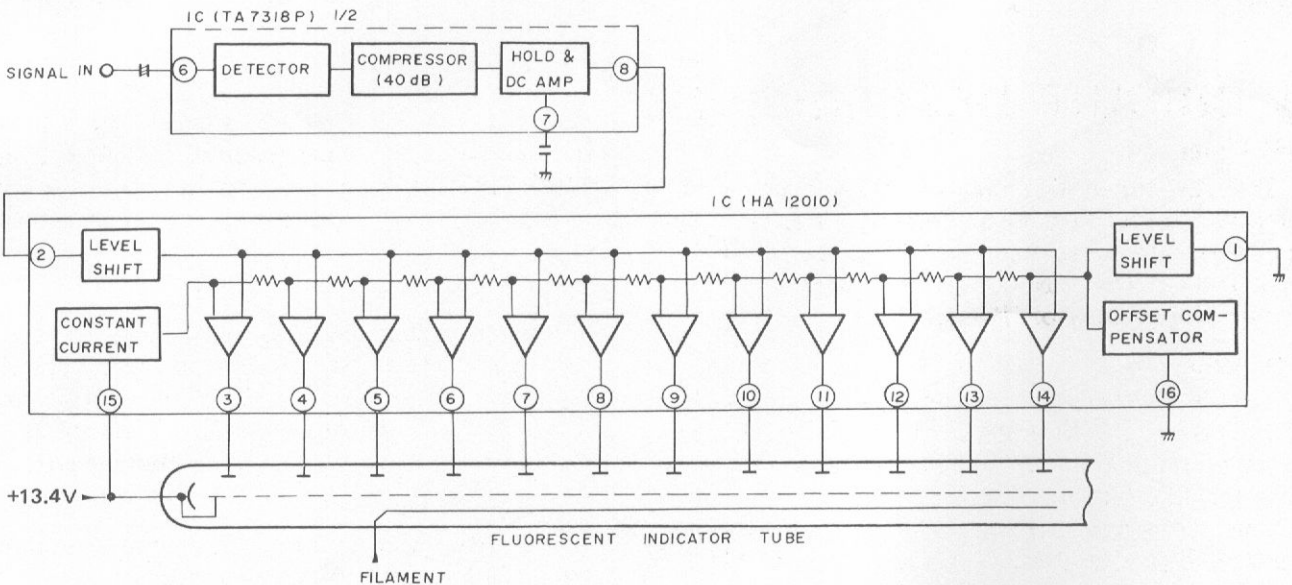 IC (TA7318P) 1/2
SIGNAL IN
6
DETECTOR
COMPRESSOR
(40 dB)
HOLD &
DC AMP
8
7
IC (HA 12010)
2
LEVEL
SHIFT
LEVEL
SHIFT
1
CONSTANT
CURRENT
OFFSET COM-
PENSATOR
15
3
4
5
6
7
8
9
10
11
12
13
14
16
+13.4V
FLUORESCENT INDICATOR TUBE
FILAMENT